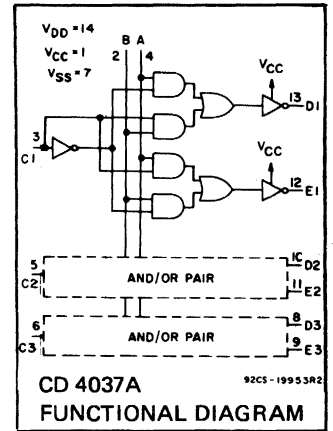 VDD = 14
VCC = 1
VSS = 7
B A
2 4
VCC
13 D1
3
C1
VCC
12 E1
5
C2
AND/OR PAIR
10 D2
11 E2
6
C3
AND/OR PAIR
8 D3
9 E3
CD 4037A
92CS-19953R2
FUNCTIONAL DIAGRAM